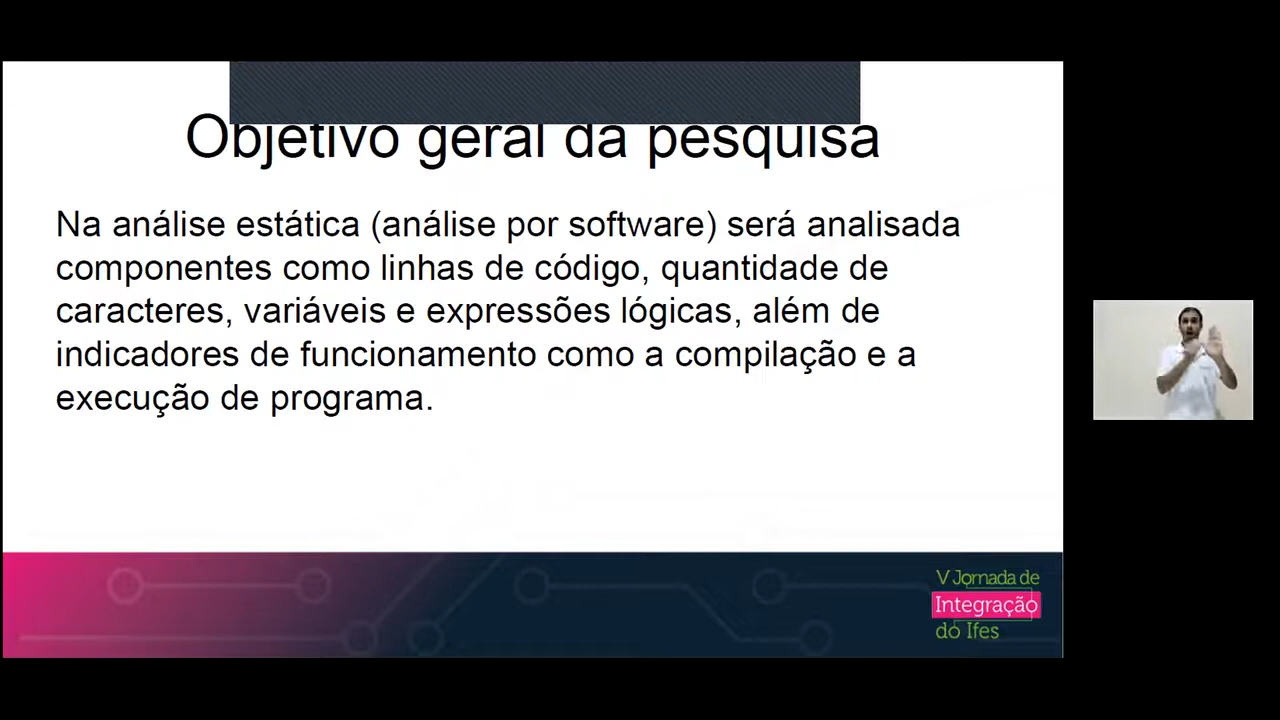 Objetivo geral da pesquisa
Na análise estática (análise por software) será analisada
componentes como linhas de código, quantidade de
caracteres, variáveis e expressões lógicas, além de
indicadores de funcionamento como a compilação e a
execução de programa.
V Jornada de
Integração
do Ifes